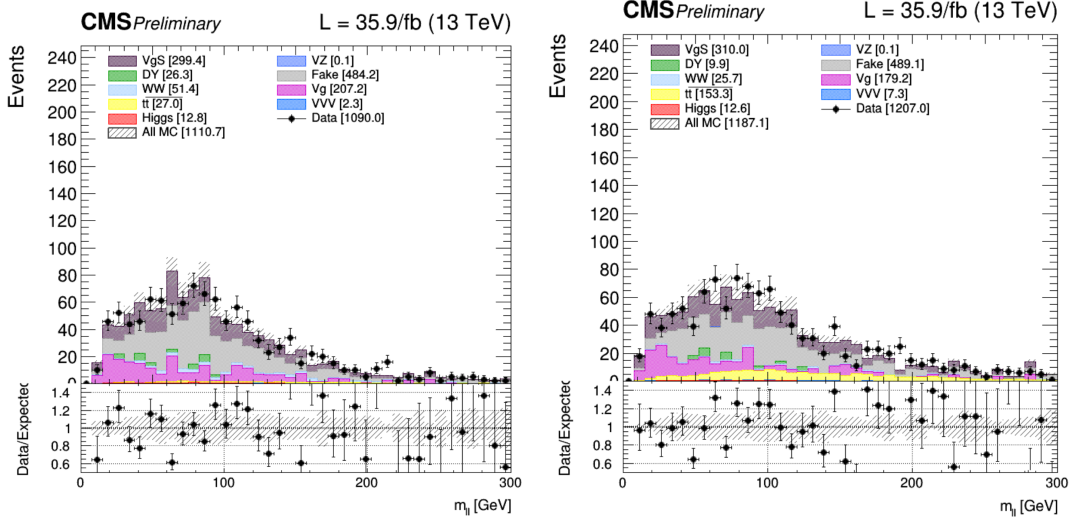 CMS Preliminary L = 35.9/fb (13 TeV)
Events
240
220
200
180
160
140
120
100
80
60
40
20
VgS [299.4]
DY [26.3]
WW [51.4]
tt [27.0]
Higgs [12.8]
All MC [1110.7]
VZ [0.1]
Fake [484.2]
Vg [207.2]
VVV [2.3]
Data [1090.0]
Data/Expected
1.4
1.2
1
0.8
0.6
0 100 200 300
m_ll [GeV]
CMS Preliminary L = 35.9/fb (13 TeV)
Events
240
220
200
180
160
140
120
100
80
60
40
20
VgS [310.0]
DY [9.9]
WW [25.7]
tt [153.3]
Higgs [12.6]
All MC [1187.1]
VZ [0.1]
Fake [489.1]
Vg [179.2]
VVV [7.3]
Data [1207.0]
Data/Expected
1.4
1.2
1
0.8
0.6
0 100 200 300
m_ll [GeV]